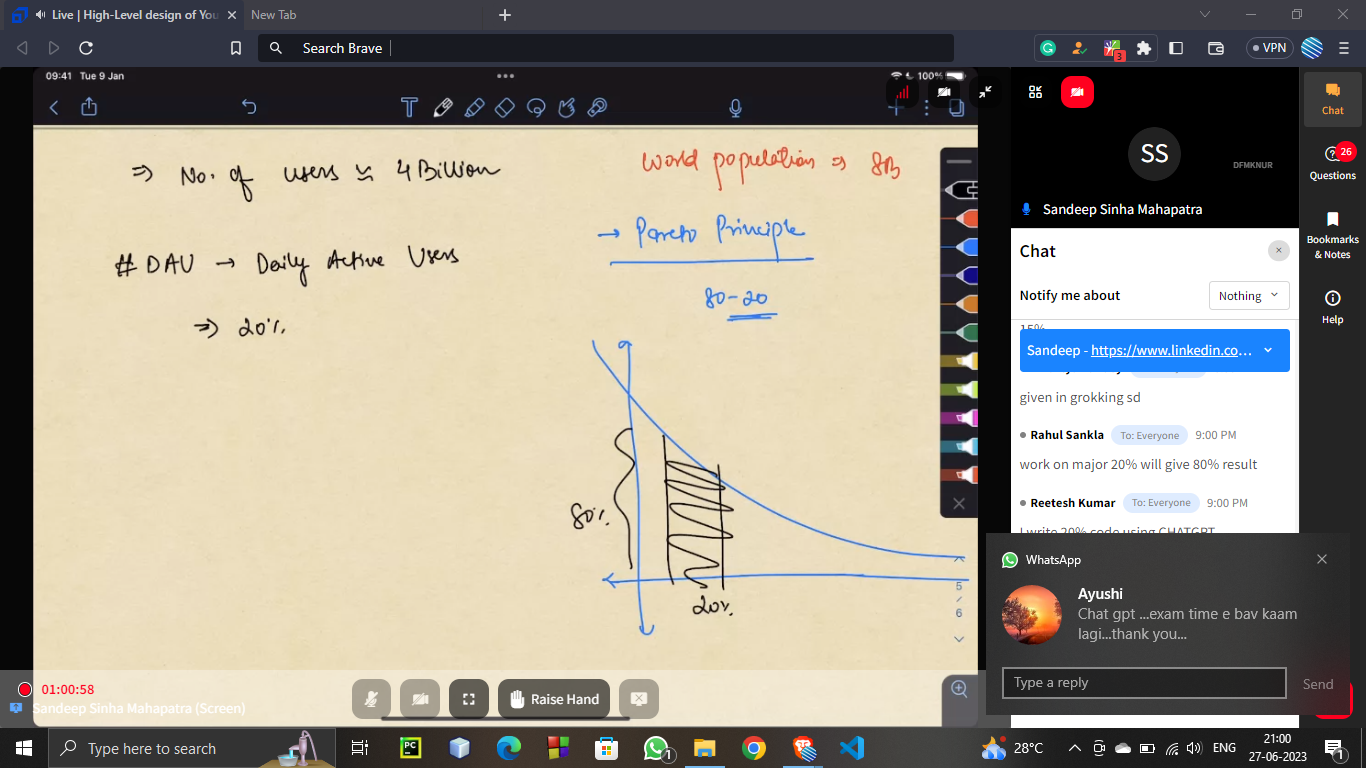 Live | High-Level design of You
New Tab
Search Brave
3
VPN
09:41 Tue 9 Jan
100%
T
⇒ No. of users ≈ 4 Billion
World population ⇒ 8B
→ Pareto Principle
80-20
# DAU → Daily Active Users
⇒ 20%
80%
20%
5
/
6
01:00:58
Sandeep Sinha Mahapatra (Screen)
Raise Hand
SS
DFMKNUR
Sandeep Sinha Mahapatra
Chat
Notify me about
Nothing
15%
Sandeep - https://www.linkedin.co...
given in grokking sd
Rahul Sankla To: Everyone 9:00 PM
work on major 20% will give 80% result
Reetesh Kumar To: Everyone 9:00 PM
I write 20% code using CHATGPT
Chat
26
Questions
Bookmarks
& Notes
Help
WhatsApp
Ayushi
Chat gpt ...exam time e bav kaam
lagi...thank you...
Type a reply
Send
Type here to search
PC
1
28°C
ENG
21:00
27-06-2023
1